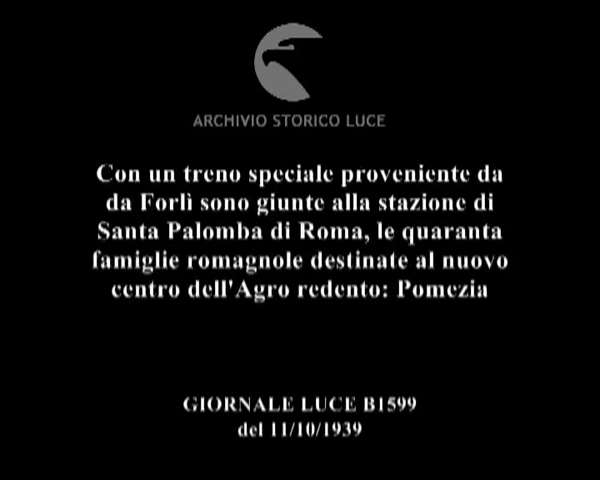 ARCHIVIO STORICO LUCE
Con un treno speciale proveniente da
da Forlì sono giunte alla stazione di
Santa Palomba di Roma, le quaranta
famiglie romagnole destinate al nuovo
centro dell'Agro redento: Pomezia
GIORNALE LUCE B1599
del 11/10/1939